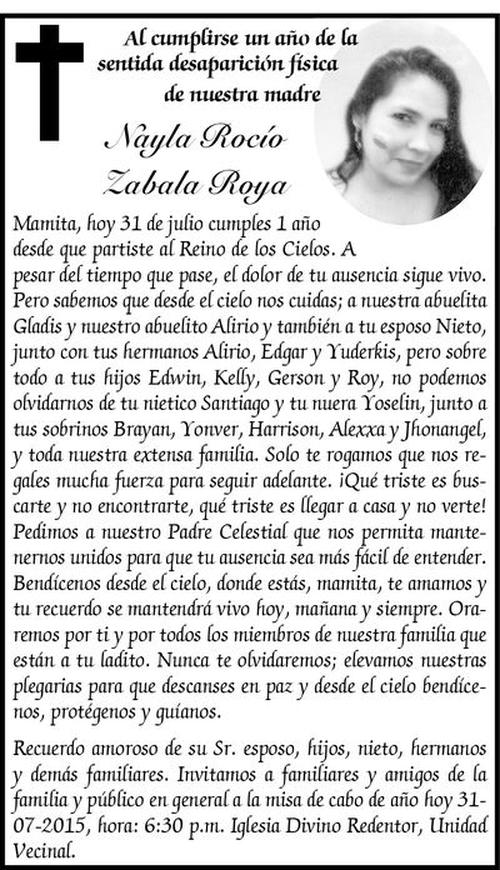 Al cumplirse un año de la
sentida desaparición física
de nuestra madre
Nayla Rocío
Zabala Roya
Mamita, hoy 31 de julio cumples 1 año
desde que partiste al Reino de los Cielos. A
pesar del tiempo que pase, el dolor de tu ausencia sigue vivo.
Pero sabemos que desde el cielo nos cuidas; a nuestra abuelita
Gladis y nuestro abuelito Alirio y también a tu esposo Nieto,
junto con tus hermanos Alirio, Edgar y Yuderkis, pero sobre
todo a tus hijos Edwin, Kelly, Gerson y Roy, no podemos
olvidarnos de tu nietico Santiago y tu nuera Yoselin, junto a
tus sobrinos Brayan, Yonver, Harrison, Alexxa y Jhonangel,
y toda nuestra extensa familia. Solo te rogamos que nos re-
gales mucha fuerza para seguir adelante. ¡Qué triste es bus-
carte y no encontrarte, qué triste es llegar a casa y no verte!
Pedimos a nuestro Padre Celestial que nos permita mante-
nernos unidos para que tu ausencia sea más fácil de entender.
Bendícenos desde el cielo, donde estás, mamita, te amamos y
tu recuerdo se mantendrá vivo hoy, mañana y siempre. Ora-
remos por ti y por todos los miembros de nuestra familia que
están a tu ladito. Nunca te olvidaremos; elevamos nuestras
plegarias para que descanses en paz y desde el cielo bendíce-
nos, protégenos y guíanos.
Recuerdo amoroso de su Sr. esposo, hijos, nieto, hermanos
y demás familiares. Invitamos a familiares y amigos de la
familia y público en general a la misa de cabo de año hoy 31-
07-2015, hora: 6:30 p.m. Iglesia Divino Redentor, Unidad
Vecinal.